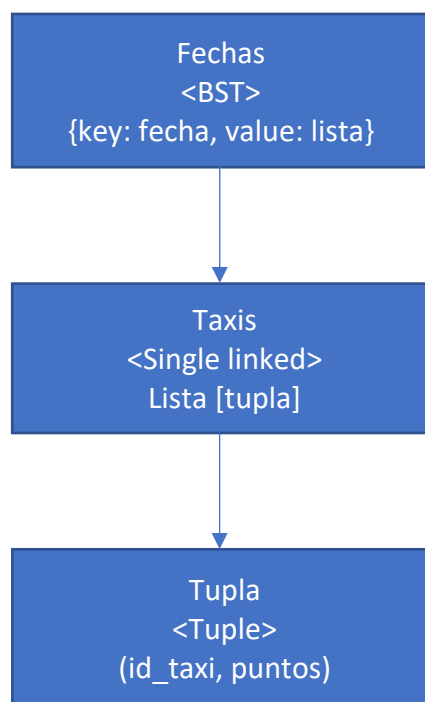 Fechas
<BST>
{key: fecha, value: lista}
Taxis
<Single linked>
Lista [tupla]
Tupla
<Tuple>
(id_taxi, puntos)